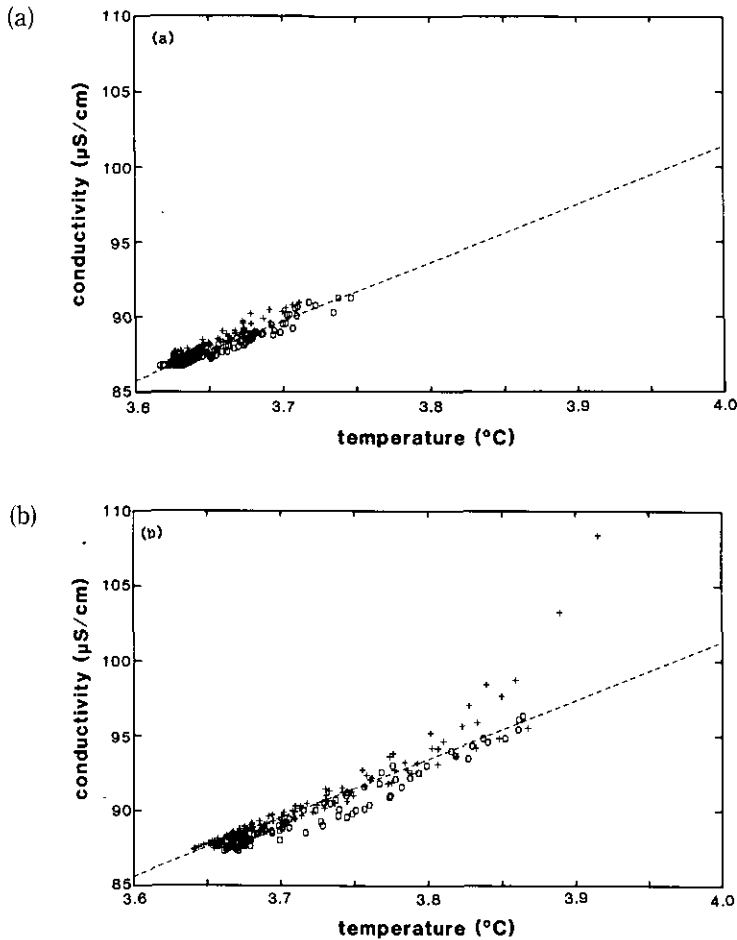 (a)
(a)
110
105
100
95
90
85
3.6
3.7
3.8
3.9
4.0
conductivity (µS/cm)
temperature (ºC)
(b)
(b)
110
105
100
95
90
85
3.6
3.7
3.8
3.9
4.0
conductivity (µS/cm)
temperature (ºC)